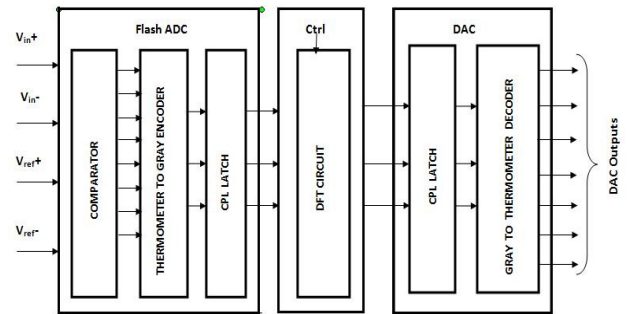 Flash ADC
Ctrl
DAC
Vin+
Vin-
Vref+
Vref-
COMPARATOR
THERMOMETER TO GRAY ENCODER
CPL LATCH
DFT CIRCUIT
CPL LATCH
GRAY TO THERMOMETER DECODER
DAC Outputs